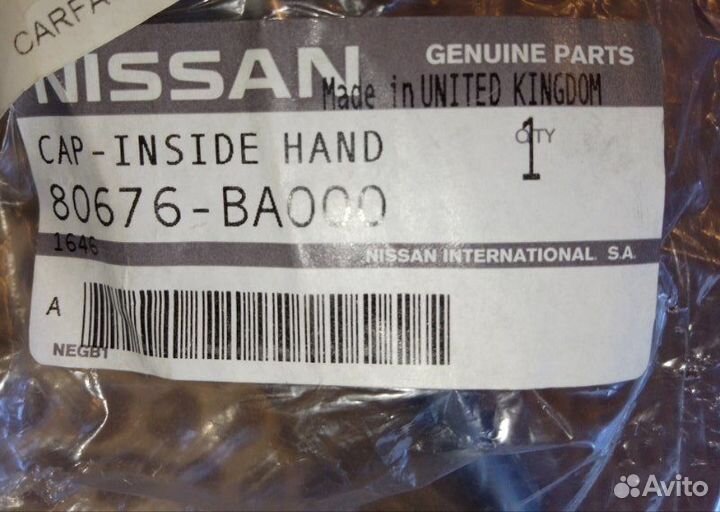 CARFA
NISSAN GENUINE PARTS
Made in UNITED KINGDOM
CAP-INSIDE HAND QTY 1
80676-BA000
1646 NISSAN INTERNATIONAL S.A.
A
NEGB1
Avito